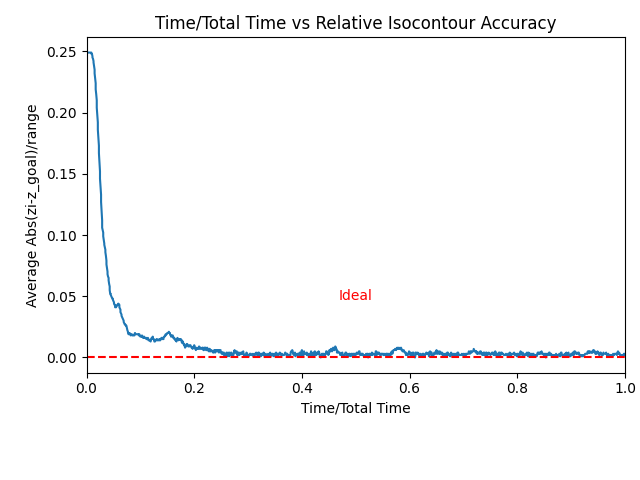 Time/Total Time vs Relative Isocontour Accuracy
Average Abs(zi-z_goal)/range
0.25
0.20
0.15
0.10
0.05
0.00
Ideal
0.0 0.2 0.4 0.6 0.8 1.0
Time/Total Time